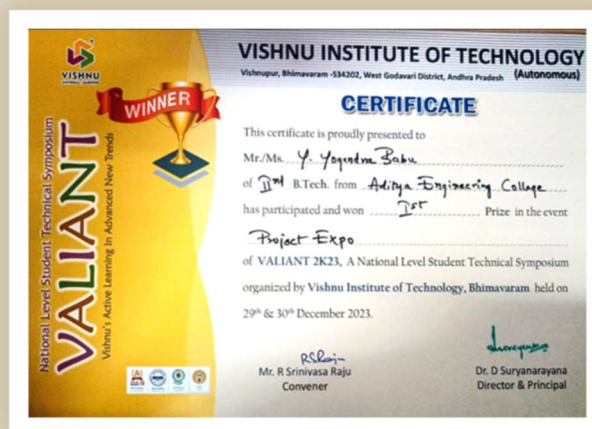 VISHNU
UNIVERSAL LEARNING
WINNER
National Level Student Technical Symposium
VALIANT
Vishnu's Active Learning In Advanced New Trends
VISHNU INSTITUTE OF TECHNOLOGY
Vishnupur, Bhimavaram -534202, West Godavari District, Andhra Pradesh (Autonomous)
CERTIFICATE
This certificate is proudly presented to
Mr./Ms. Y. Yogendra Babu
of IInd B.Tech. from Aditya Engineering College
has participated and won Ist Prize in the event
Project Expo
of VALIANT 2K23, A National Level Student Technical Symposium
organized by Vishnu Institute of Technology, Bhimavaram held on
29th & 30th December 2023.
Mr. R Srinivasa Raju
Convener
Dr. D Suryanarayana
Director & Principal